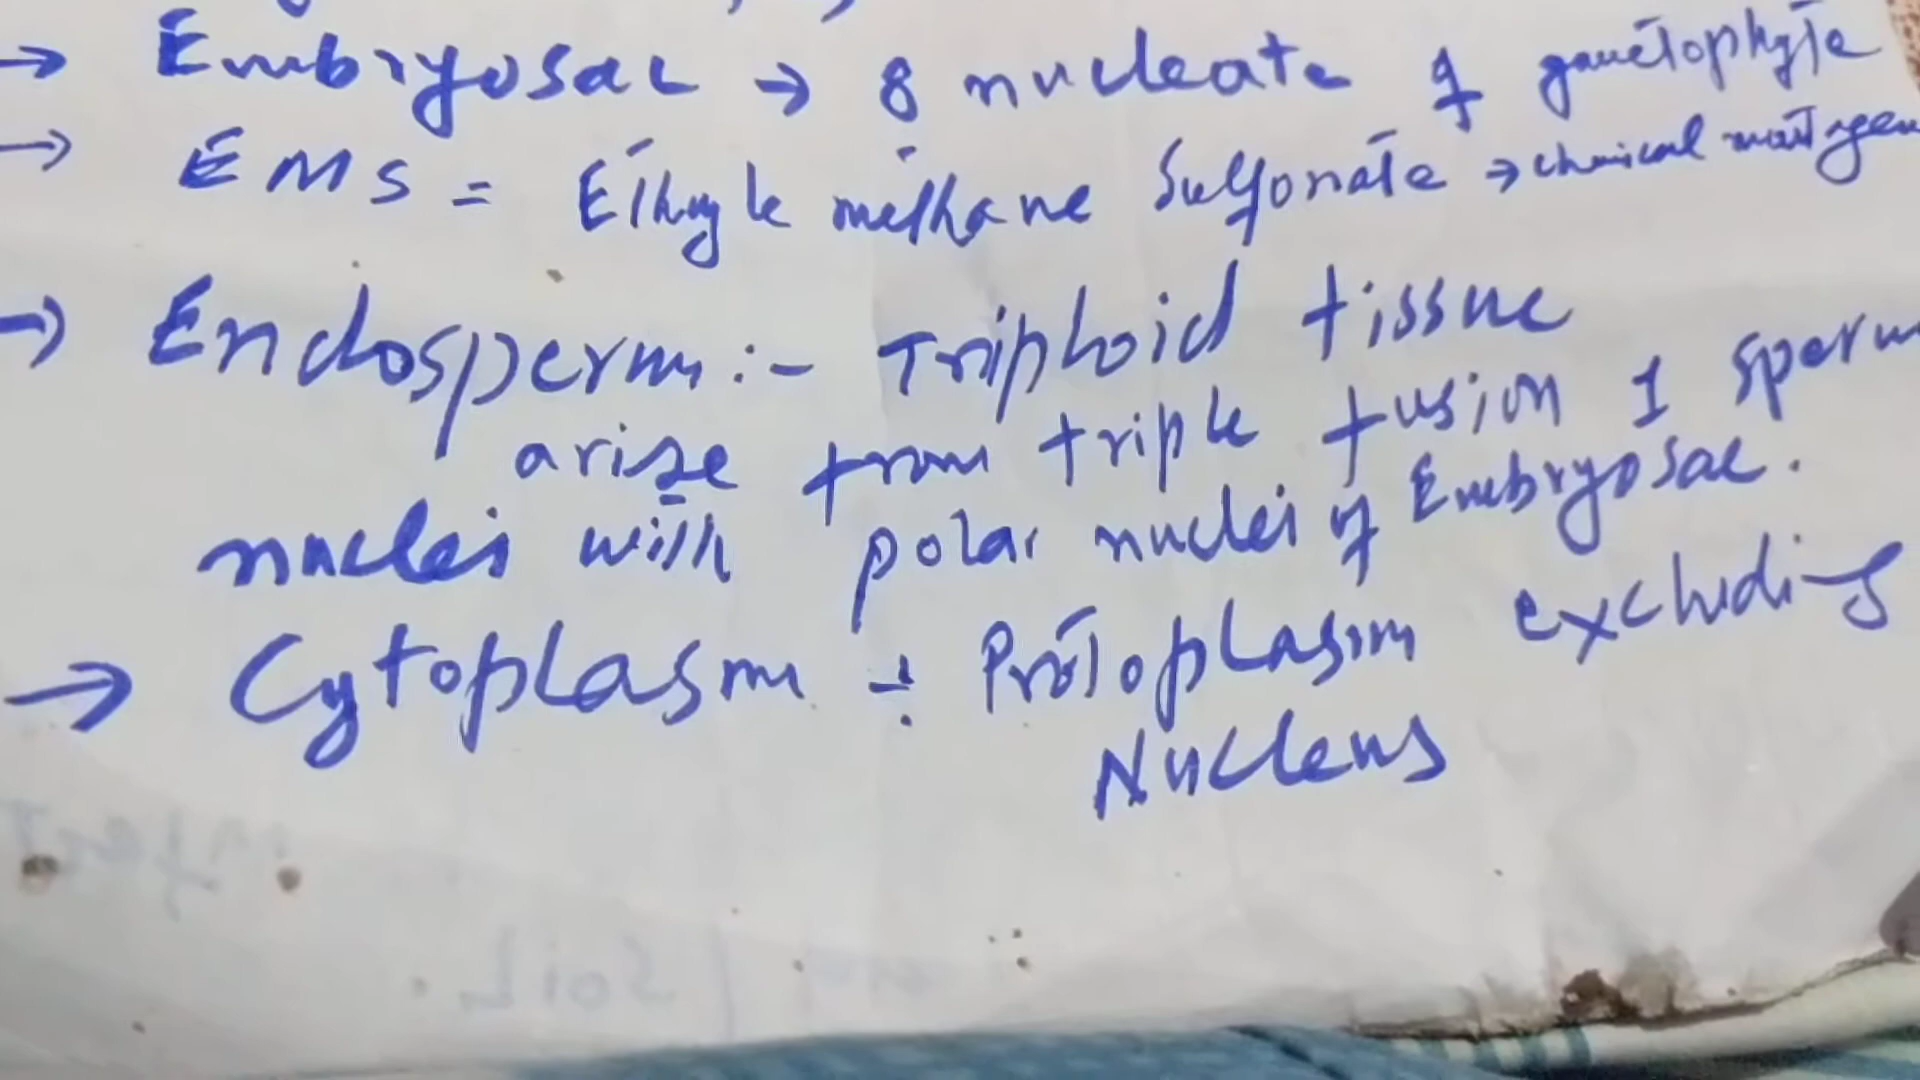 → Embryosac → 8 nucleate of gametophyte
→ EMS = Ethyle methane Sulfonate → chemical mutagen
→ Endosperm :- Triploid tissue
arise from triple fusion 1 sperm
nuclei with polar nuclei of Embryosac.
→ Cytoplasm ÷ Protoplasm excluding
Nucleus